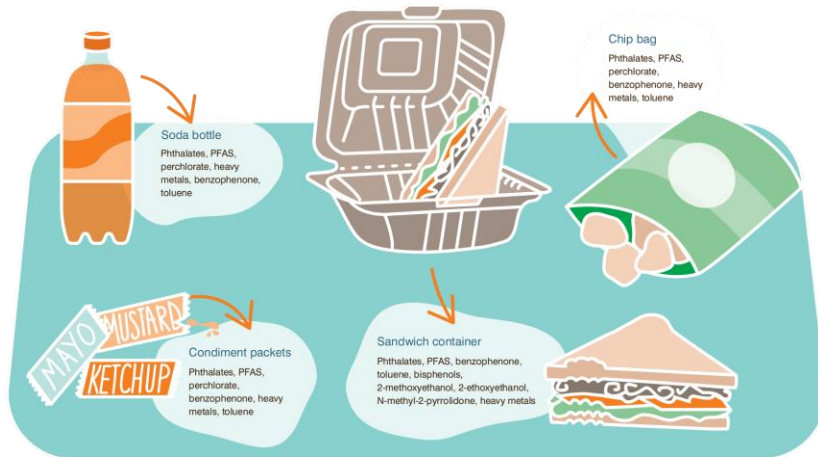 Chip bag
Phthalates, PFAS,
perchlorate,
benzophenone, heavy
metals, toluene
Soda bottle
Phthalates, PFAS,
perchlorate, heavy
metals, benzophenone,
toluene
MAYO
MUSTARD
KETCHUP
Condiment packets
Phthalates, PFAS,
perchlorate,
benzophenone, heavy
metals, toluene
Sandwich container
Phthalates, PFAS, benzophenone,
toluene, bisphenols,
2-methoxyethanol, 2-ethoxyethanol,
N-methyl-2-pyrrolidone, heavy metals